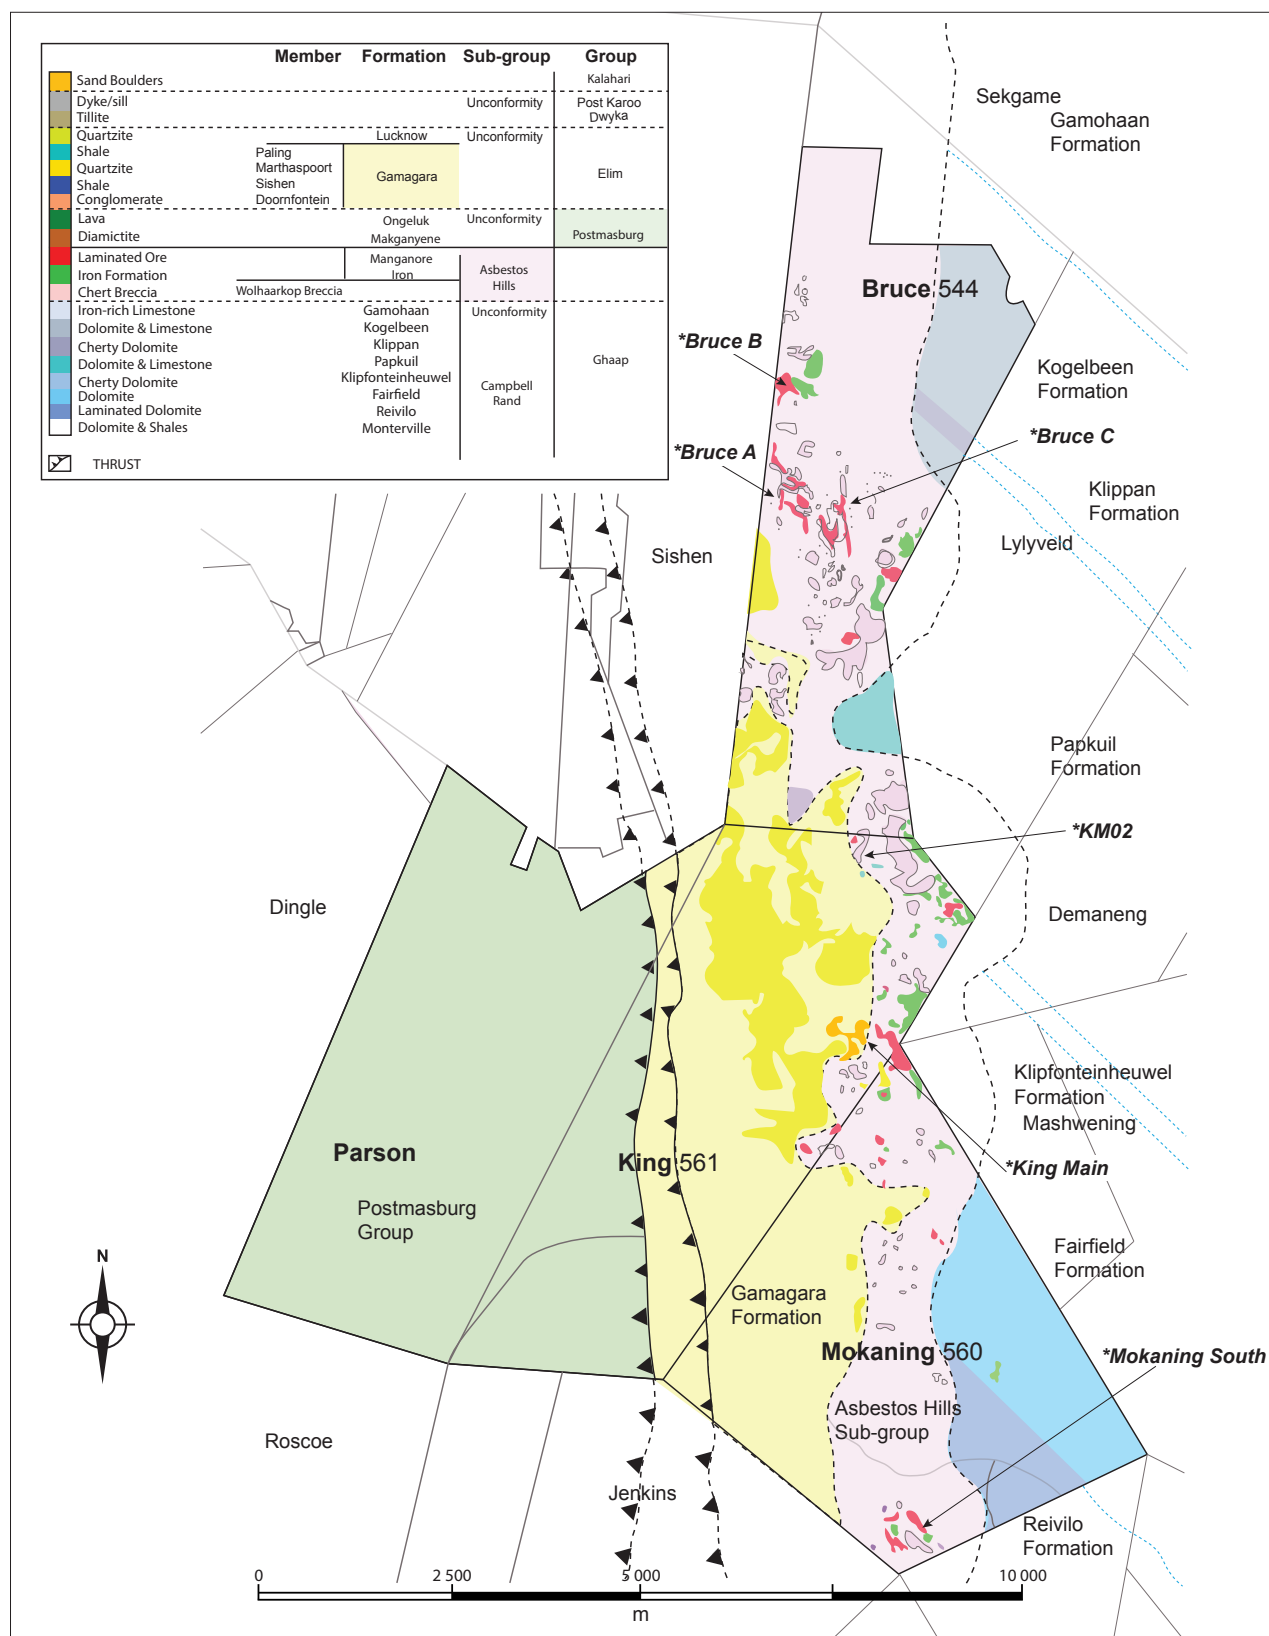 Member Formation Sub-group Group
Sand Boulders Kalahari
Dyke/sill Unconformity Post Karoo
Tillite Dwyka
Quartzite Lucknow Unconformity
Shale Paling
Quartzite Marthaspoort Gamagara Elim
Shale Sishen
Conglomerate Doornfontein
Lava Ongeluk Unconformity
Diamictite Makganyene Postmasburg
Laminated Ore Manganore
Iron Formation Iron Asbestos
Chert Breccia Wolhaarkop Breccia Hills
Iron-rich Limestone Gamohaan Unconformity
Dolomite & Limestone Kogelbeen
Cherty Dolomite Klippan
Dolomite & Limestone Papkuil Ghaap
Cherty Dolomite Klipfonteinheuwel
Dolomite Fairfield Campbell
Laminated Dolomite Reivilo Rand
Dolomite & Shales Monterville
THRUST
Sekgame
Gamohaan
Formation
Bruce 544
*Bruce B
Kogelbeen
Formation
*Bruce A
*Bruce C
Klippan
Formation
Sishen
Lylyveld
Papkuil
Formation
*KM02
Dingle
Demaneng
Klipfonteinheuwel
Formation
Mashwening
Parson
King 561
*King Main
Postmasburg
Group
Fairfield
Formation
Gamagara
Formation
Mokaning 560
*Mokaning South
Asbestos Hills
Sub-group
Roscoe
Jenkins
Reivilo
Formation
N
0 2 500 5 000 10 000
m